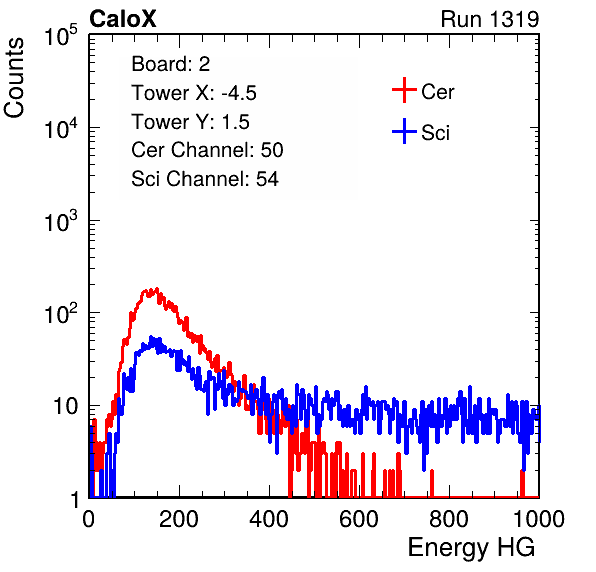 CaloX Run 1319
Counts
10^5
10^4
10^3
10^2
10
1
Board: 2
Tower X: -4.5
Tower Y: 1.5
Cer Channel: 50
Sci Channel: 54
Cer
Sci
0 200 400 600 800 1000
Energy HG